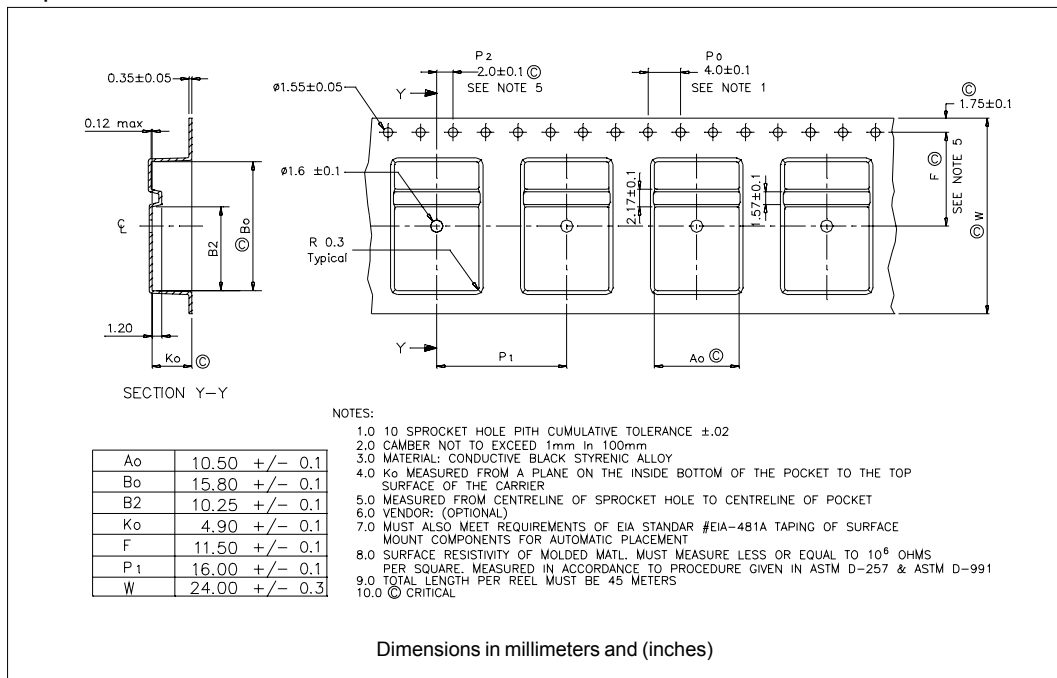 P2
2.0±0.1 Ⓒ
SEE NOTE 5
Po
4.0±0.1
SEE NOTE 1
0.35±0.05
ø1.55±0.05
Y
Ⓒ
1.75±0.1
0.12 max
ø1.6 ±0.1
2.17±0.1
1.57±0.1
F Ⓒ
SEE NOTE 5
Ⓒ W
℄
B2
Ⓒ Bo
R 0.3
Typical
1.20
Ko Ⓒ
Y
P1
Ao Ⓒ
SECTION Y-Y
NOTES:
1.0 10 SPROCKET HOLE PITH CUMULATIVE TOLERANCE ±.02
2.0 CAMBER NOT TO EXCEED 1mm In 100mm
3.0 MATERIAL: CONDUCTIVE BLACK STYRENIC ALLOY
4.0 Ko MEASURED FROM A PLANE ON THE INSIDE BOTTOM OF THE POCKET TO THE TOP
SURFACE OF THE CARRIER
5.0 MEASURED FROM CENTRELINE OF SPROCKET HOLE TO CENTRELINE OF POCKET
6.0 VENDOR: (OPTIONAL)
7.0 MUST ALSO MEET REQUIREMENTS OF EIA STANDAR #EIA-481A TAPING OF SURFACE
MOUNT COMPONENTS FOR AUTOMATIC PLACEMENT
8.0 SURFACE RESISTIVITY OF MOLDED MATL. MUST MEASURE LESS OR EQUAL TO 10⁶ OHMS
PER SQUARE. MEASURED IN ACCORDANCE TO PROCEDURE GIVEN IN ASTM D-257 & ASTM D-991
9.0 TOTAL LENGTH PER REEL MUST BE 45 METERS
10.0 Ⓒ CRITICAL
Ao 10.50 +/- 0.1
Bo 15.80 +/- 0.1
B2 10.25 +/- 0.1
Ko 4.90 +/- 0.1
F 11.50 +/- 0.1
P1 16.00 +/- 0.1
W 24.00 +/- 0.3
Dimensions in millimeters and (inches)